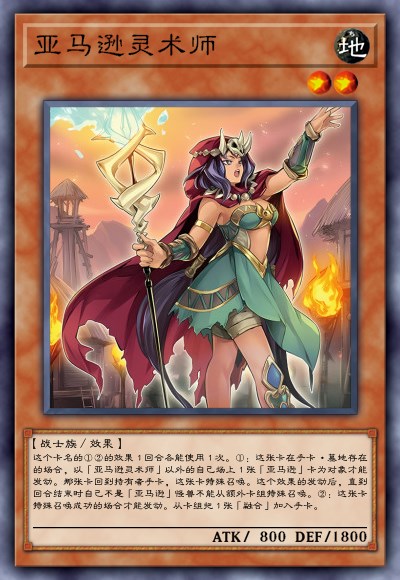 亚马逊灵术师
地
【战士族／效果】
这个卡名的①②的效果1回合各能使用1次。①：这张卡在手卡·墓地存在
的场合，以「亚马逊灵术师」以外的自己场上1张「亚马逊」卡为对象才能
发动。那张卡回到持有者手卡，这张卡特殊召唤。这个效果的发动后，直到
回合结束时自己不是「亚马逊」怪兽不能从额外卡组特殊召唤。②：这张卡
特殊召唤成功的场合才能发动。从卡组把1张「融合」加入手卡。
ATK/ 800 DEF/1800